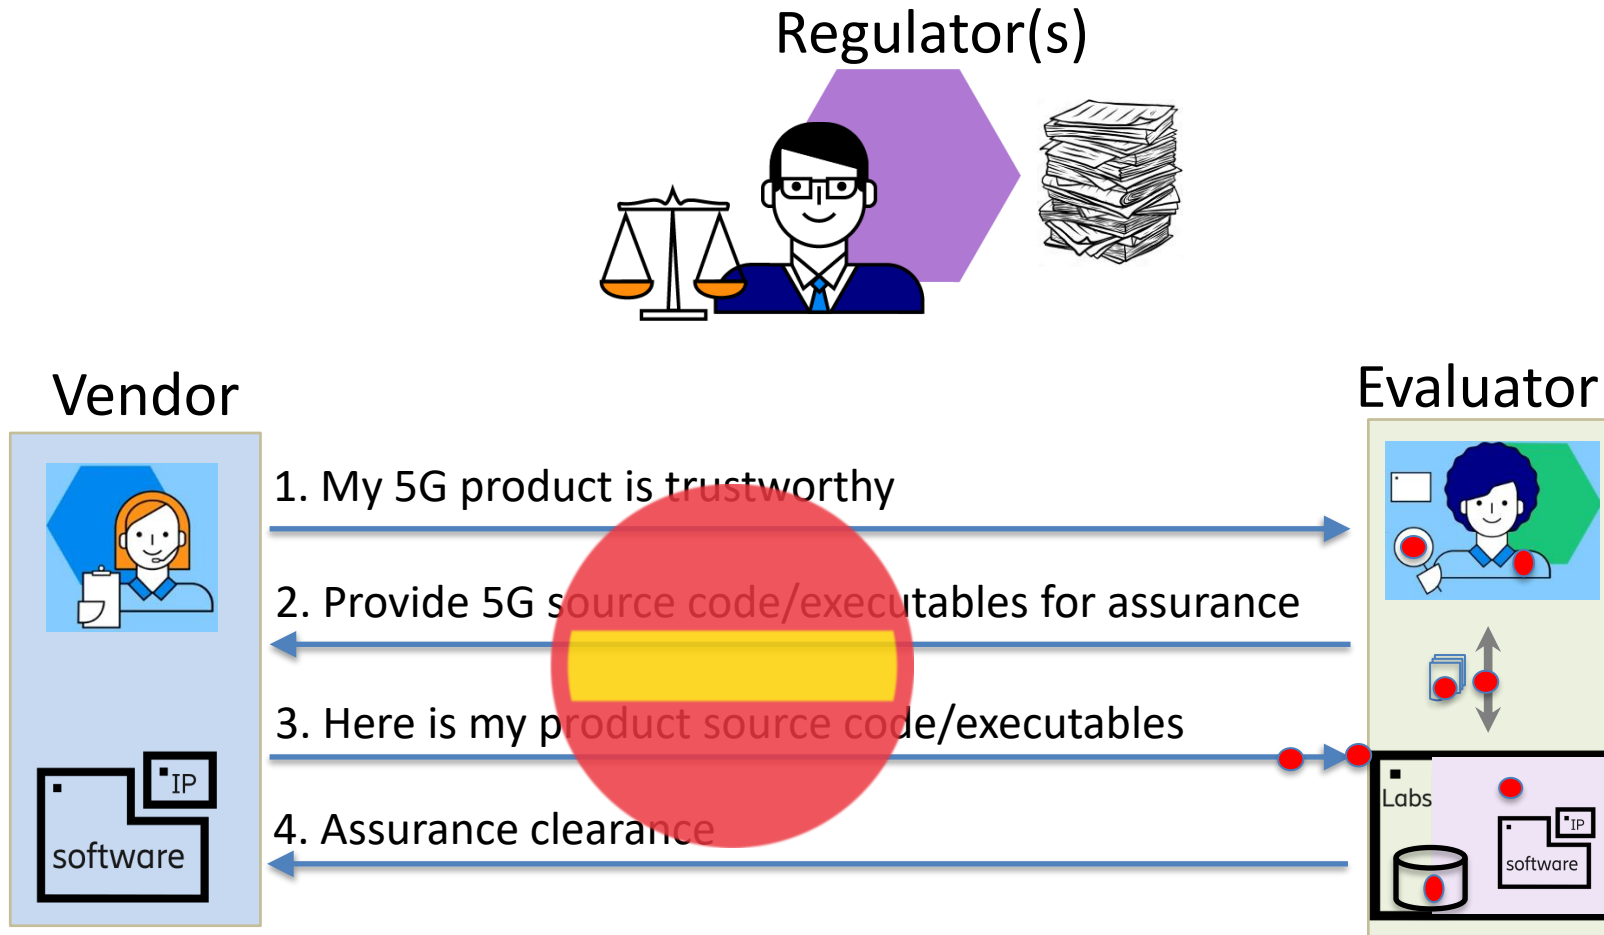 Regulator(s)
Vendor
Evaluator
1. My 5G product is trustworthy
2. Provide 5G source code/executables for assurance
3. Here is my product source code/executables
4. Assurance clearance
IP
software
Labs
IP
software